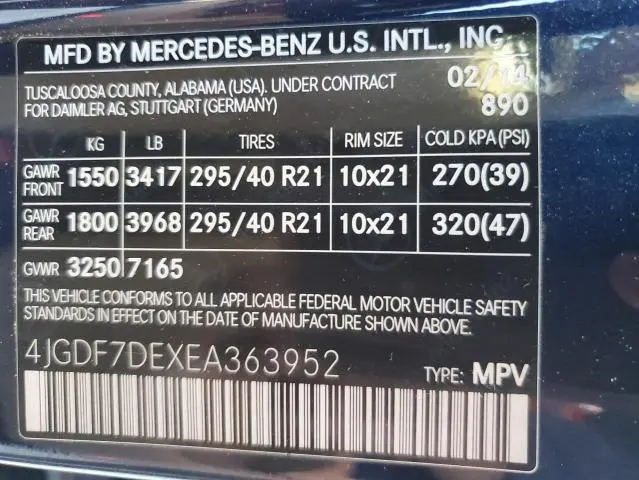 MFD BY MERCEDES-BENZ U.S. INTL., INC
TUSCALOOSA COUNTY, ALABAMA (USA). UNDER CONTRACT 02/14
FOR DAIMLER AG, STUTTGART (GERMANY) 890
KG LB TIRES RIM SIZE COLD KPA (PSI)
GAWR FRONT 1550 3417 295/40 R21 10x21 270(39)
GAWR REAR 1800 3968 295/40 R21 10x21 320(47)
GVWR 3250 7165
THIS VEHICLE CONFORMS TO ALL APPLICABLE FEDERAL MOTOR VEHICLE SAFETY
STANDARDS IN EFFECT ON THE DATE OF MANUFACTURE SHOWN ABOVE.
4JGDF7DEXEA363952 TYPE: MPV